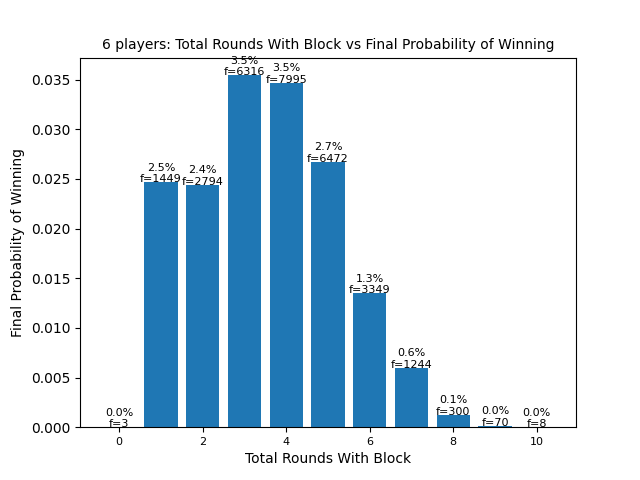 6 players: Total Rounds With Block vs Final Probability of Winning
Final Probability of Winning
0.035
0.030
0.025
0.020
0.015
0.010
0.005
0.000
0.0%
f=3
2.5%
f=1449
2.4%
f=2794
3.5%
f=6316
3.5%
f=7995
2.7%
f=6472
1.3%
f=3349
0.6%
f=1244
0.1%
f=300
0.0%
f=70
0.0%
f=8
0 2 4 6 8 10
Total Rounds With Block